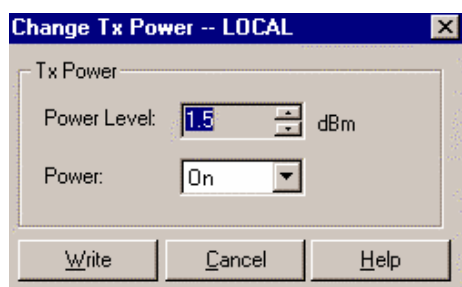 Change Tx Power -- LOCAL
Tx Power
Power Level: 1.5 dBm
Power: On
Write Cancel Help